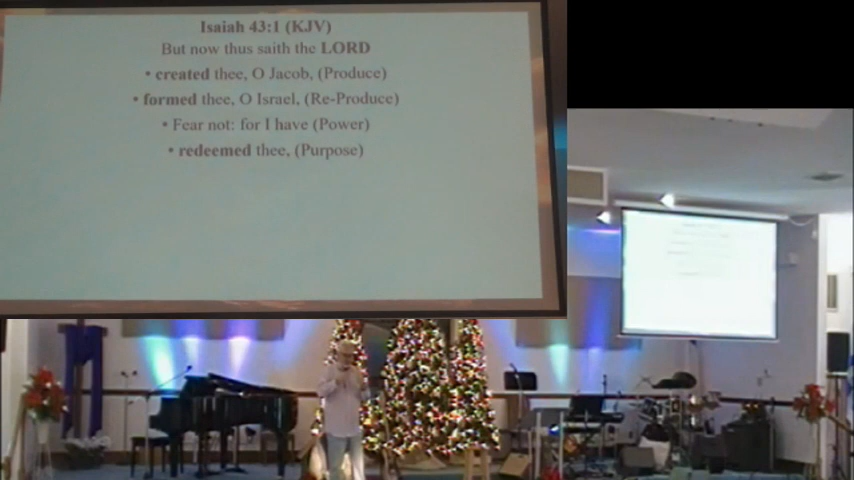 Isaiah 43:1 (KJV)
But now thus saith the LORD
• created thee, O Jacob, (Produce)
• formed thee, O Israel, (Re-Produce)
• Fear not: for I have (Power)
• redeemed thee, (Purpose)